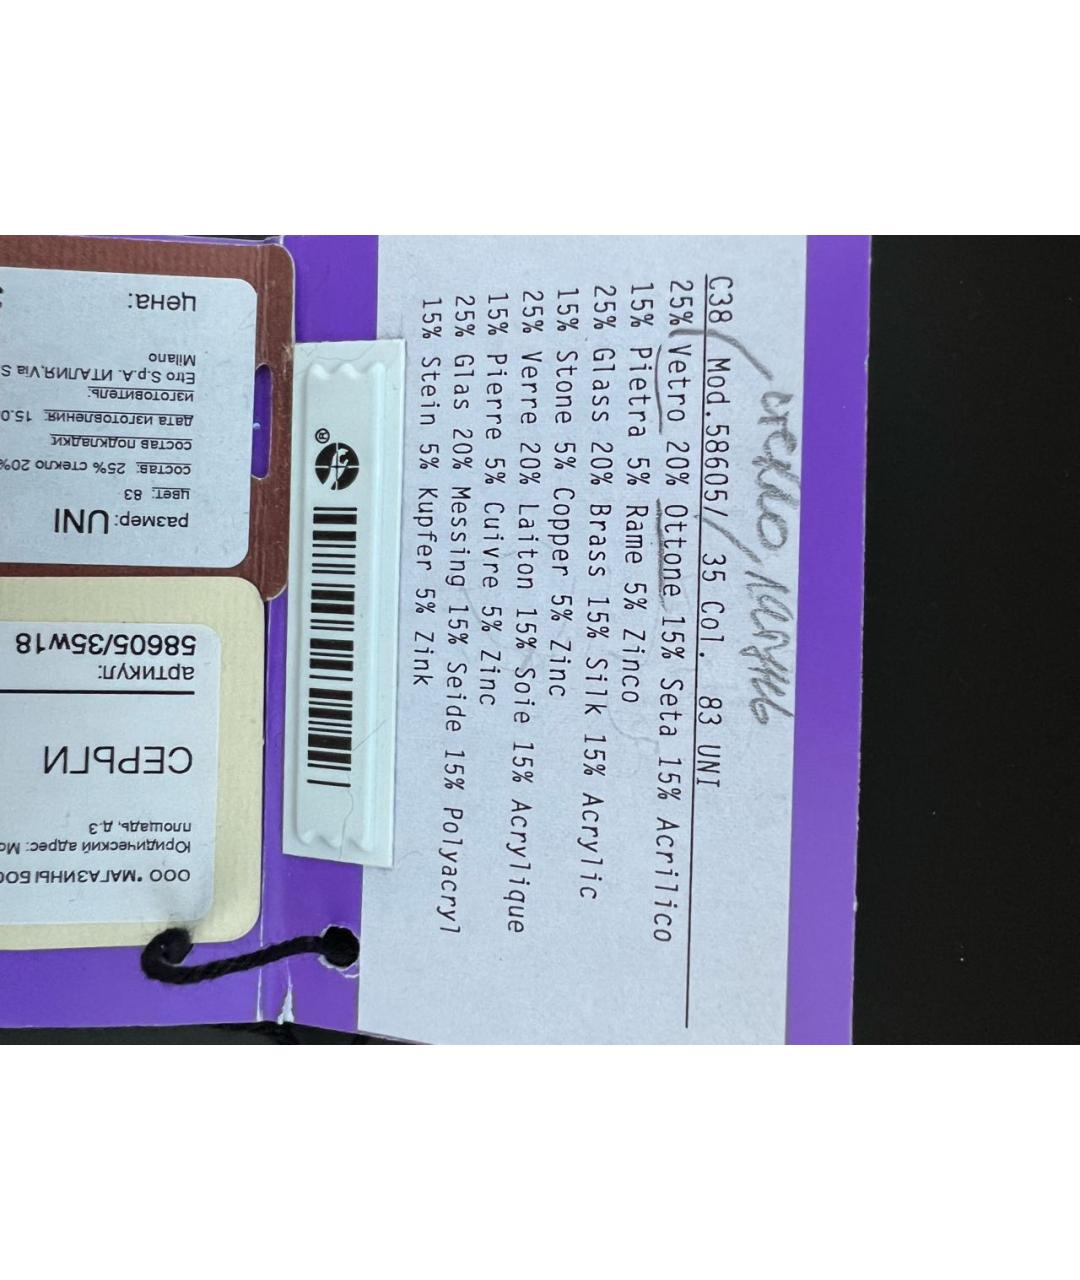 стекло, латунь
C38 Mod.58605/ 35 Col. 83 UNI
25% Vetro 20% Ottone 15% Seta 15% Acrilico
15% Pietra 5% Rame 5% Zinco
25% Glass 20% Brass 15% Silk 15% Acrylic
15% Stone 5% Copper 5% Zinc
25% Verre 20% Laiton 15% Soie 15% Acrylique
15% Pierre 5% Cuivre 5% Zinc
25% Glas 20% Messing 15% Seide 15% Polyacryl
15% Stein 5% Kupfer 5% Zink
®
ООО "МАГАЗИНЫ
Юридический адрес:
площадь, д.3
СЕРЬГИ
артикул:
58605/35w18
размер: UNI
цвет: 83
состав: 25% стекло 20%
состав подкладки:
дата изготовления: 15.0
изготовитель:
Etro S.p.A. ИТАЛИЯ, Via
Milano
цена: